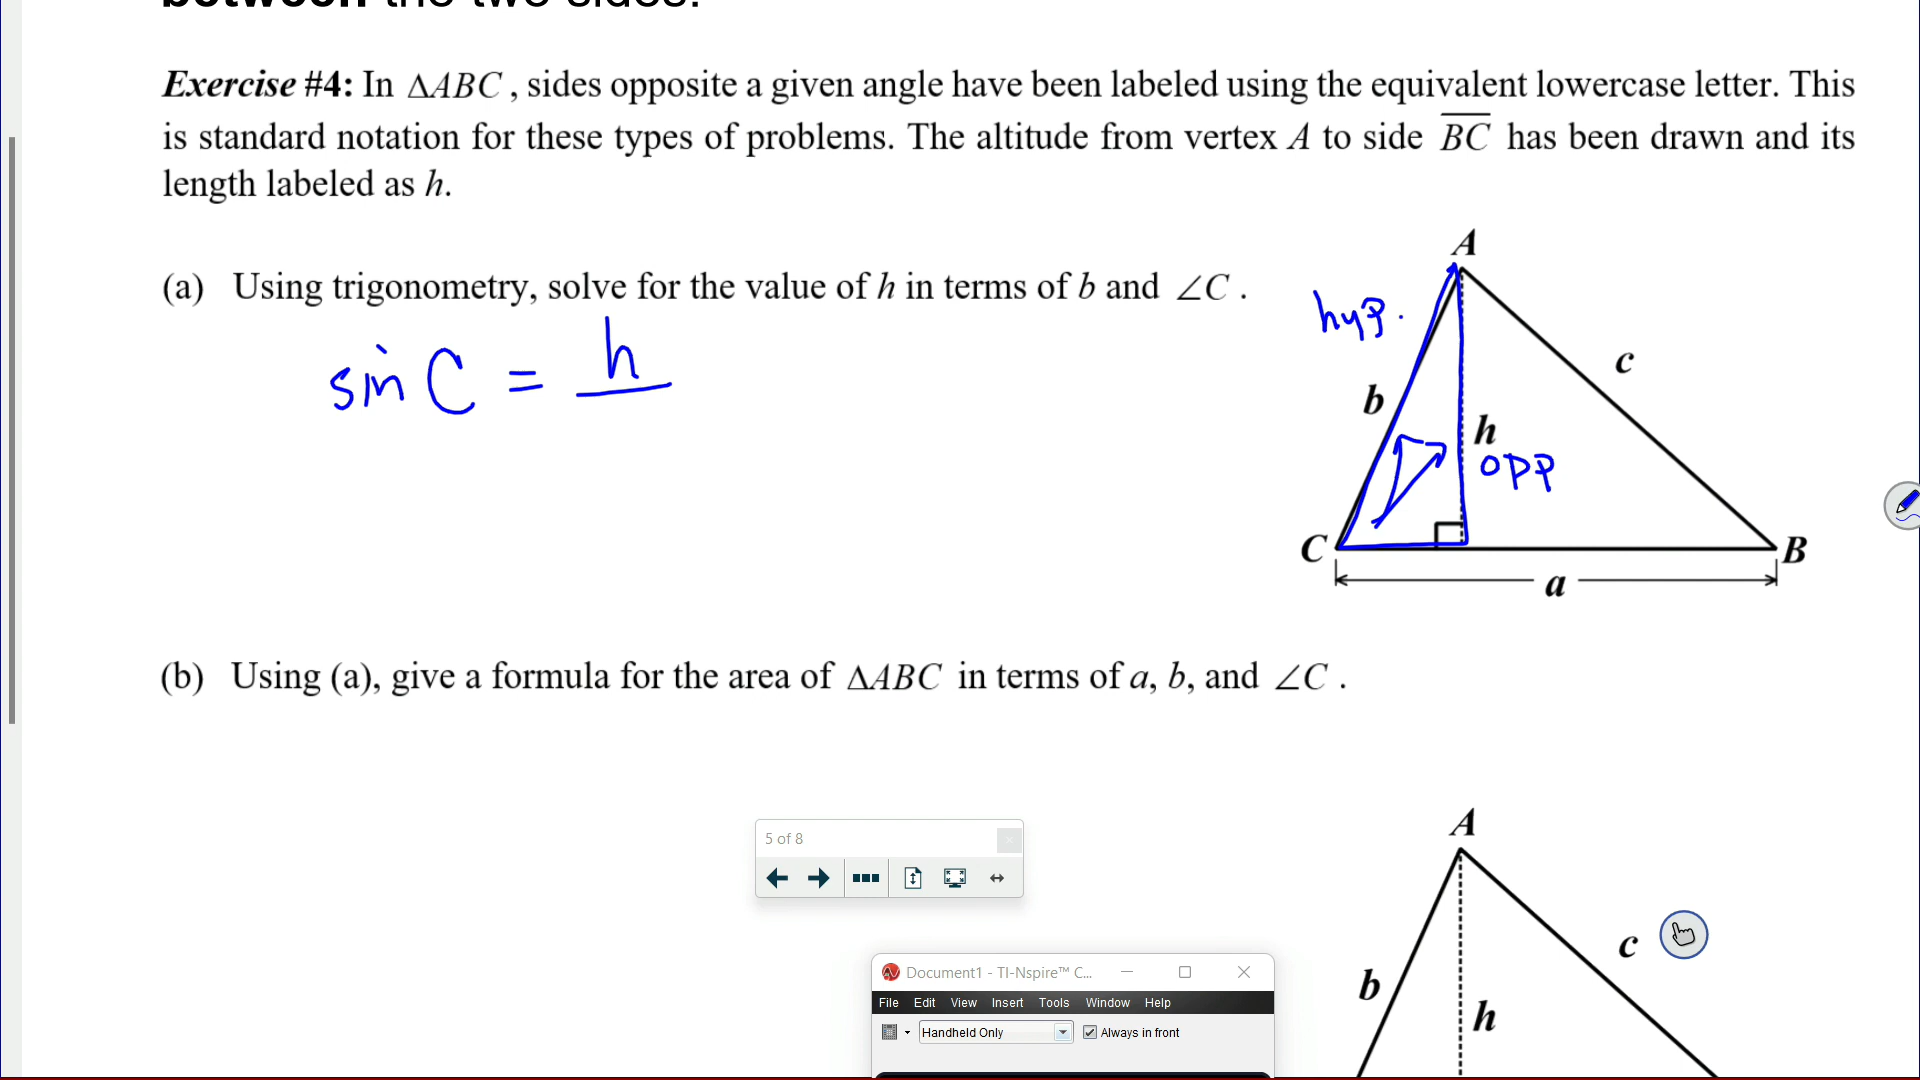 between the two sides.
Exercise #4: In ΔABC, sides opposite a given angle have been labeled using the equivalent lowercase letter. This
is standard notation for these types of problems. The altitude from vertex A to side B̅C̅ has been drawn and its
length labeled as h.
(a) Using trigonometry, solve for the value of h in terms of b and ∠C.
sin C = h
A
hyp.
c
b
h
opp
C
B
a
(b) Using (a), give a formula for the area of ΔABC in terms of a, b, and ∠C.
5 of 8
A
c
b
h
Document1 - TI-Nspire™ C...
File Edit View Insert Tools Window Help
Handheld Only
Always in front